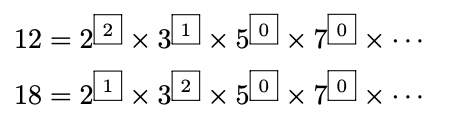 12 = 2^2 × 3^1 × 5^0 × 7^0 × ⋯
18 = 2^1 × 3^2 × 5^0 × 7^0 × ⋯